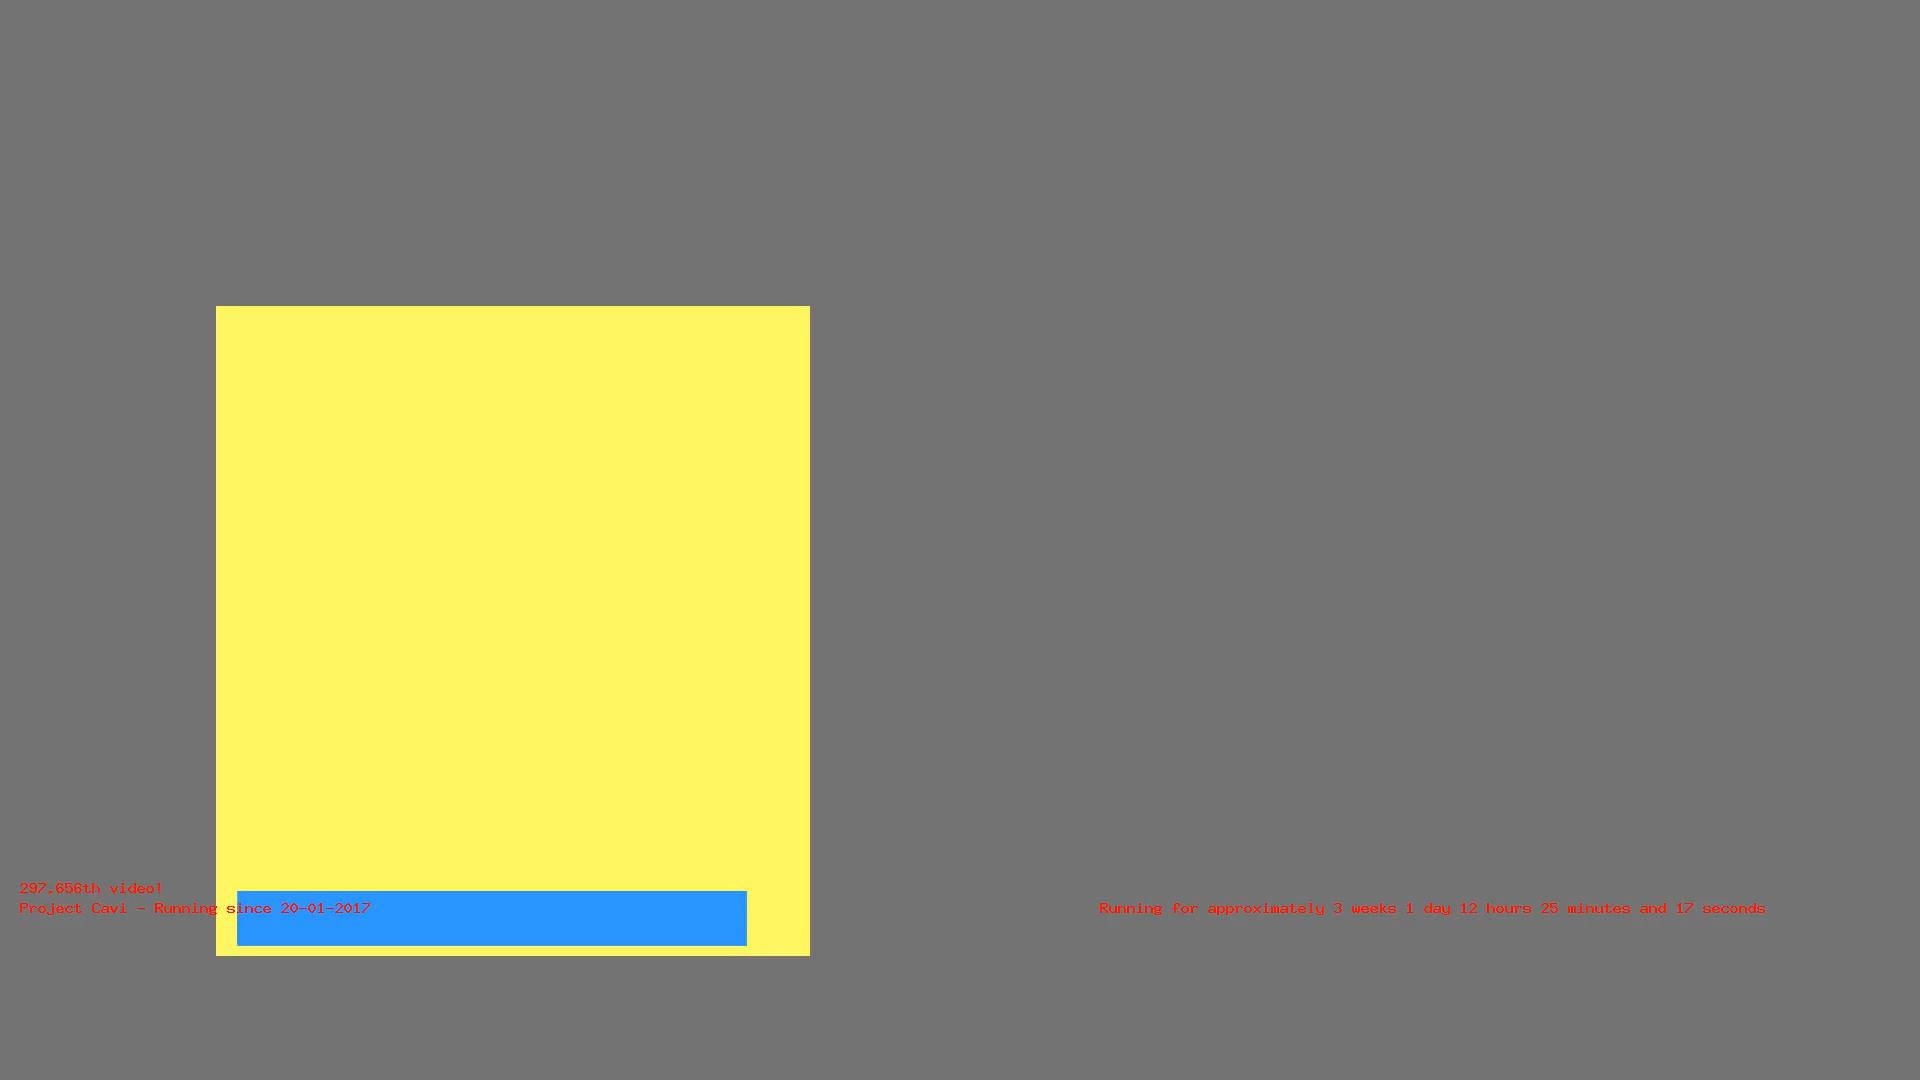 297.656th video!
Project Cavi - Running since 20-01-2017
Running for approximately 3 weeks 1 day 12 hours 25 minutes and 17 seconds